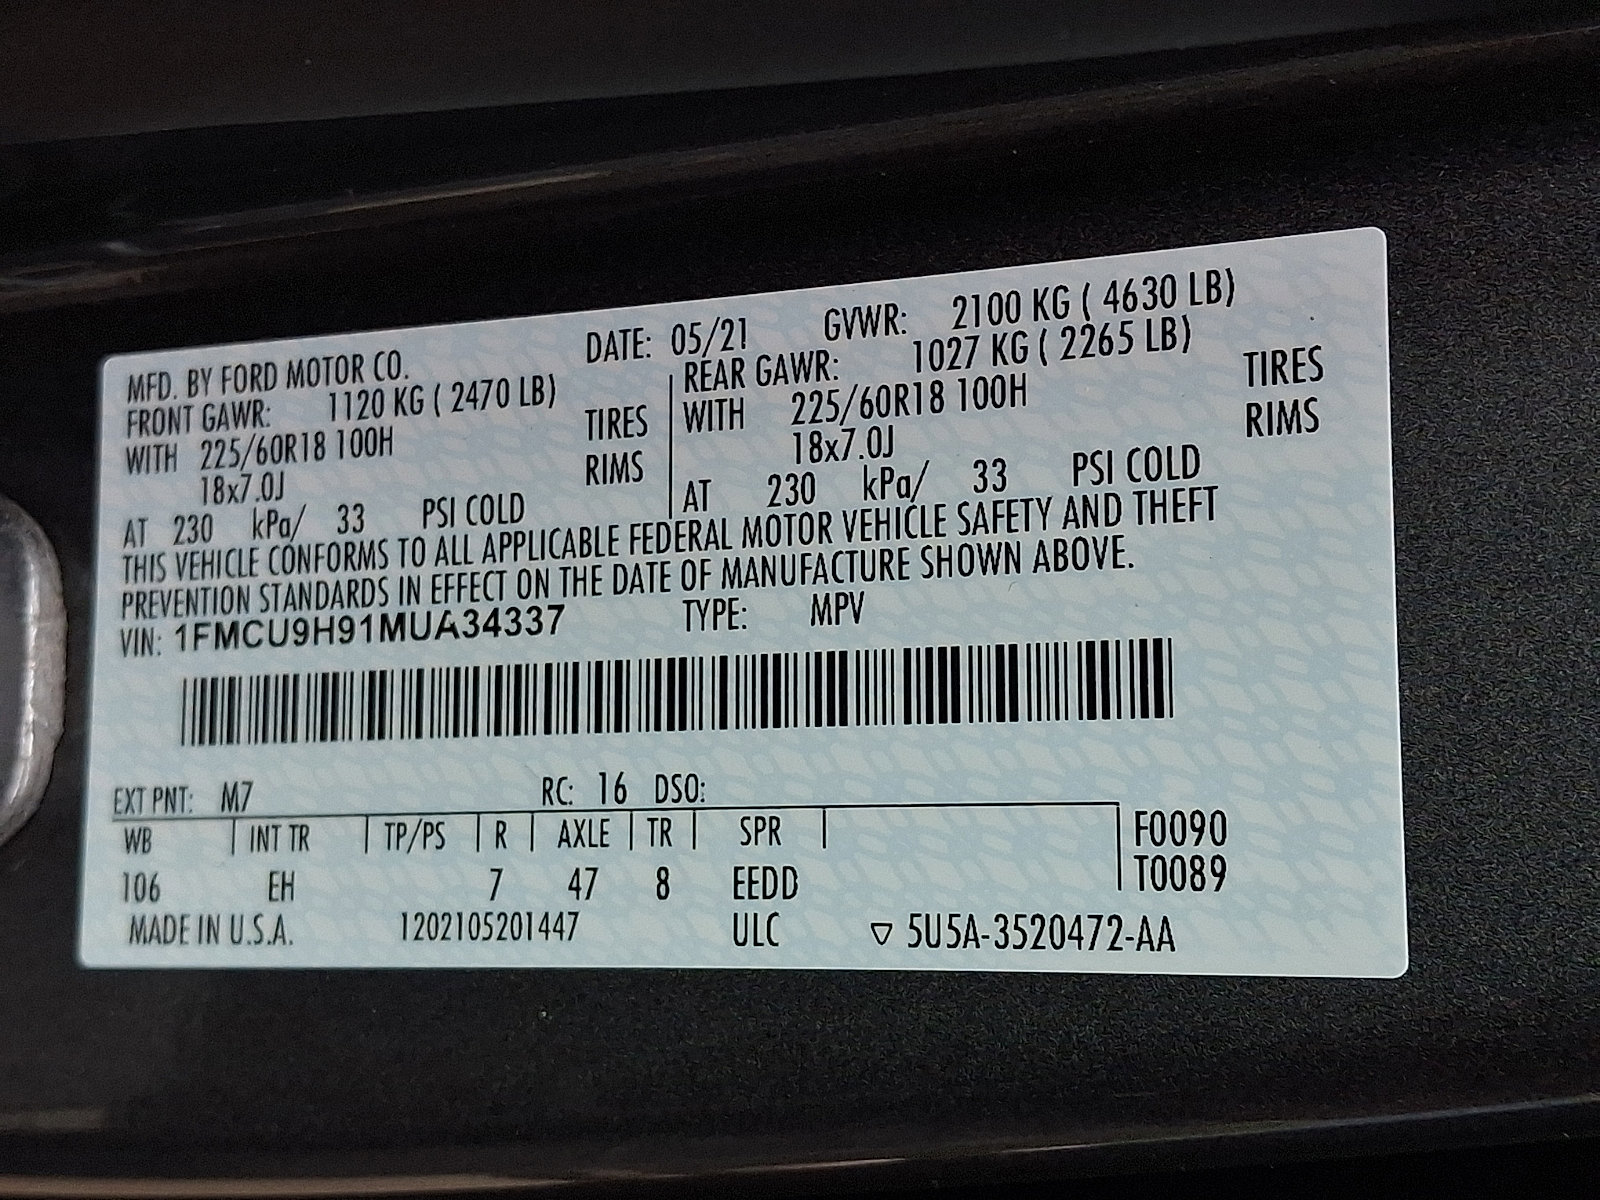 MFD. BY FORD MOTOR CO. DATE: 05/21 GVWR: 2100 KG ( 4630 LB)
FRONT GAWR: 1120 KG ( 2470 LB) REAR GAWR: 1027 KG ( 2265 LB)
WITH 225/60R18 100H TIRES WITH 225/60R18 100H TIRES
18x7.0J RIMS 18x7.0J RIMS
AT 230 kPa/ 33 PSI COLD AT 230 kPa/ 33 PSI COLD
THIS VEHICLE CONFORMS TO ALL APPLICABLE FEDERAL MOTOR VEHICLE SAFETY AND THEFT
PREVENTION STANDARDS IN EFFECT ON THE DATE OF MANUFACTURE SHOWN ABOVE.
VIN: 1FMCU9H91MUA34337 TYPE: MPV
EXT PNT: M7 RC: 16 DSO:
WB INT TR TP/PS R AXLE TR SPR F0090
106 EH 7 47 8 EEDD T0089
MADE IN U.S.A. 1202105201447 ULC ▽ 5U5A-3520472-AA